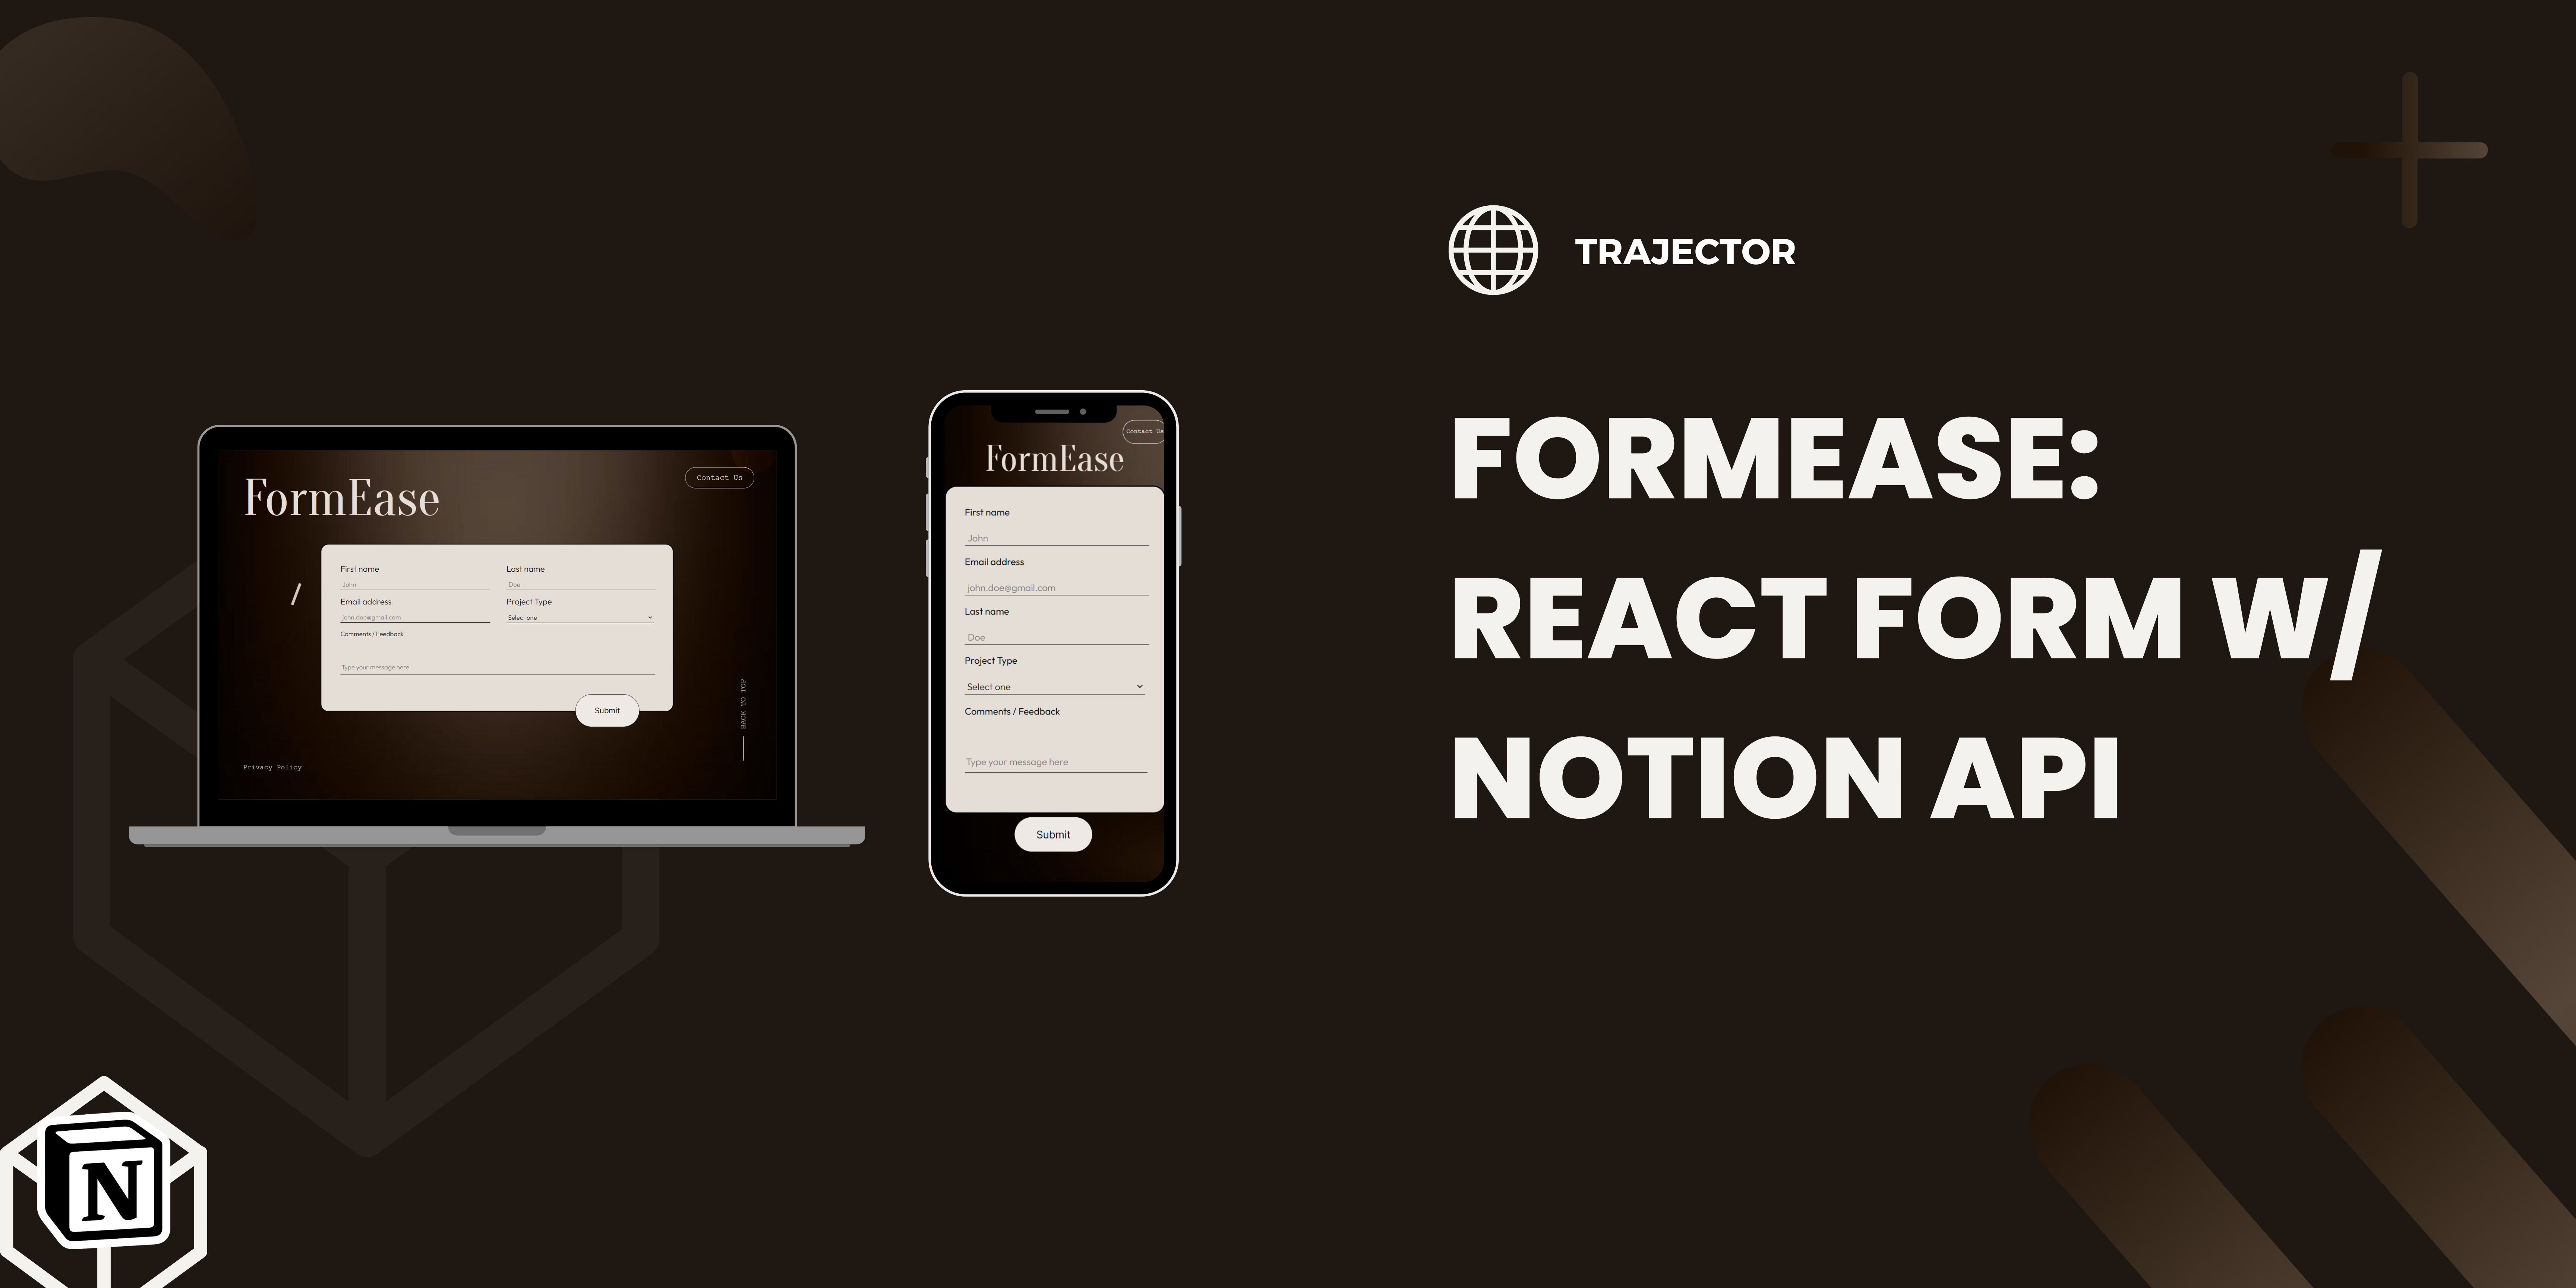 TRAJECTOR
FORMEASE:
REACT FORM W/
NOTION API
FormEase
Contact Us
First name
Last name
John
Doe
Email address
Project Type
john.doe@gmail.com
Select one
Comments / Feedback
Type your message here
Submit
BACK TO TOP
Privacy Policy
/
Contact Us
FormEase
First name
John
Email address
john.doe@gmail.com
Last name
Doe
Project Type
Select one
Comments / Feedback
Type your message here
Submit
N